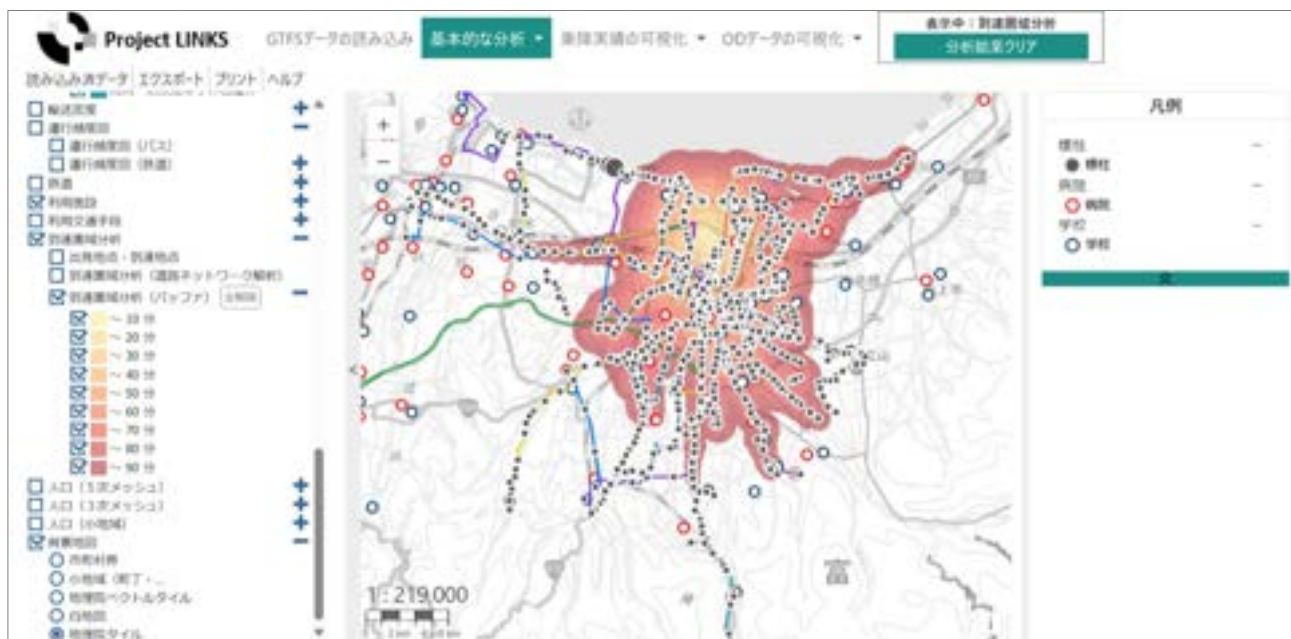 Project LINKS
GTFSデータの読み込み
基本的な分析
乗降実績の可視化
ODデータの可視化
表示中：到達圏域分析
分析結果クリア
読み込み済データ
エクスポート
プリント
ヘルプ
輸送密度
運行頻度図
運行頻度図（バス）
運行頻度図（鉄道）
鉄道
利用施設
利用交通手段
到達圏域分析
出発地点・到達地点
到達圏域分析（道路ネットワーク解析）
到達圏域分析（バッファ）
全解除
～ 10 分
～ 20 分
～ 30 分
～ 40 分
～ 50 分
～ 60 分
～ 70 分
～ 80 分
～ 90 分
人口（5次メッシュ）
人口（3次メッシュ）
人口（小地域）
背景地図
市町村界
小地域（町丁・...
地理院ベクトルタイル
白地図
地理院タイル
+
−
富
1 : 219,000
凡例
標柱
標柱
病院
病院
学校
学校